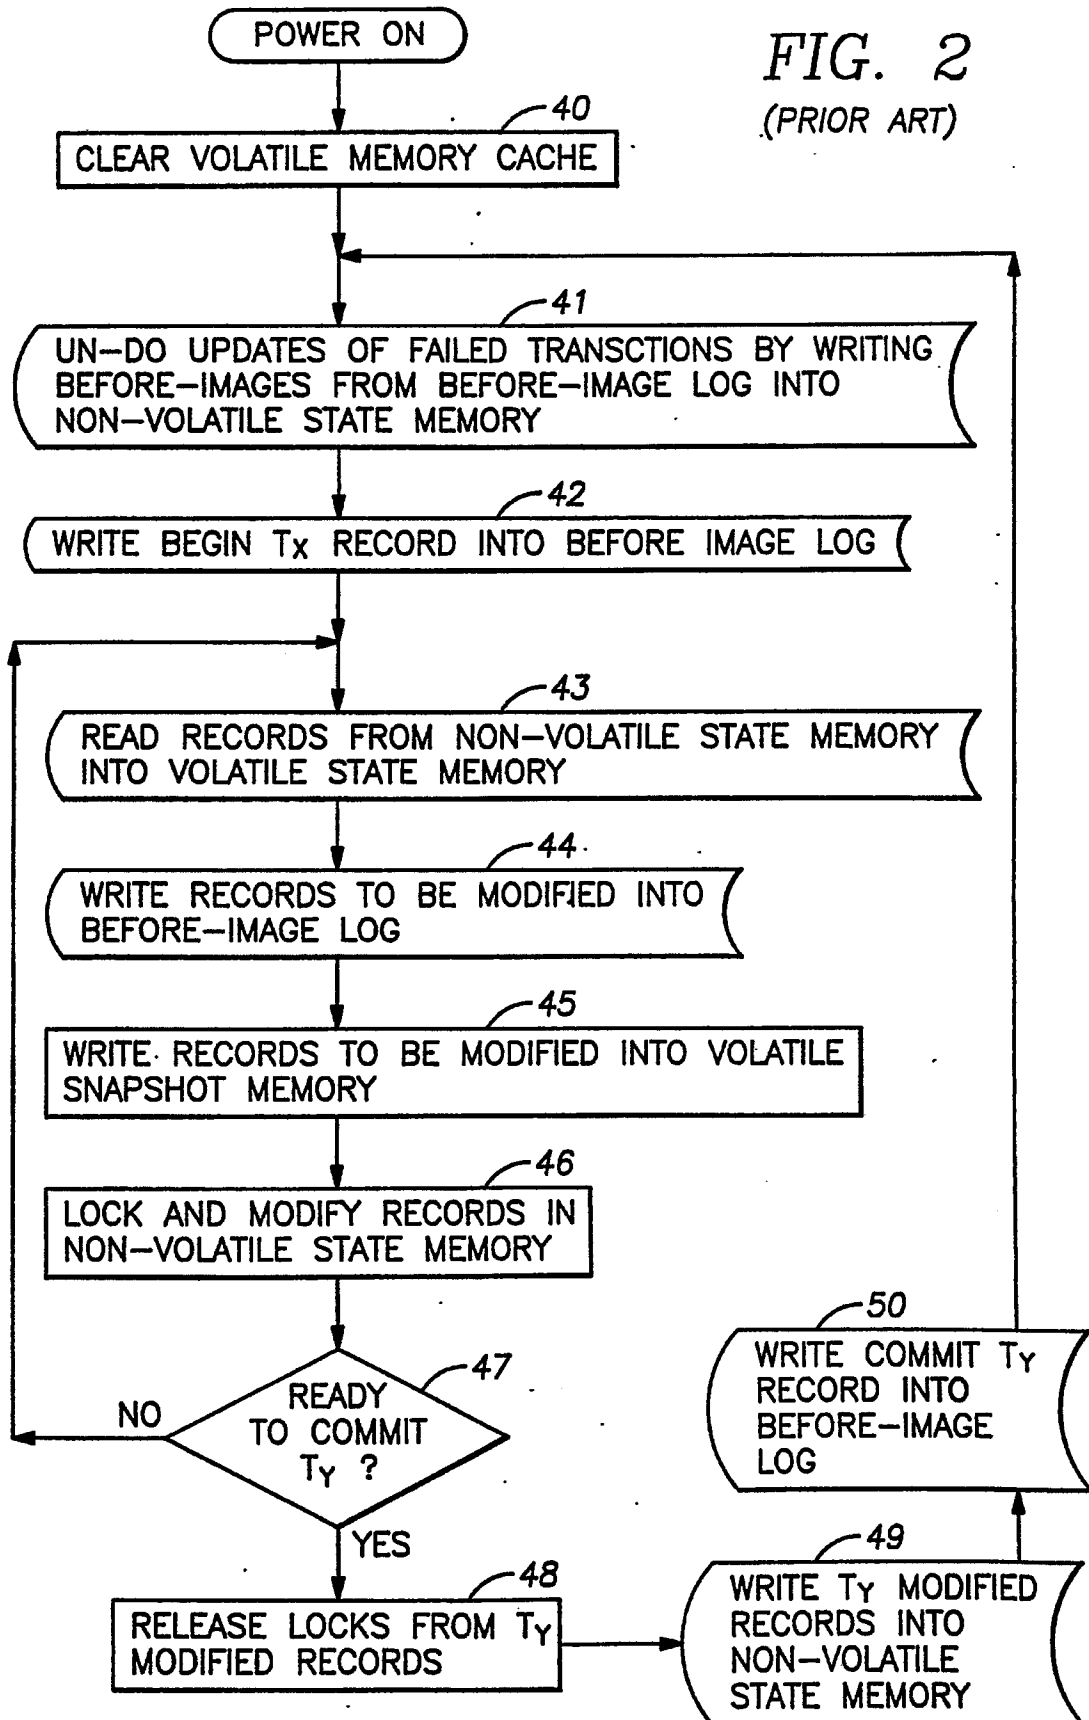 POWER ON
FIG. 2
(PRIOR ART)
40
CLEAR VOLATILE MEMORY CACHE
41
UN-DO UPDATES OF FAILED TRANSCTIONS BY WRITING
BEFORE-IMAGES FROM BEFORE-IMAGE LOG INTO
NON-VOLATILE STATE MEMORY
42
WRITE BEGIN TX RECORD INTO BEFORE IMAGE LOG
43
READ RECORDS FROM NON-VOLATILE STATE MEMORY
INTO VOLATILE STATE MEMORY
44
WRITE RECORDS TO BE MODIFIED INTO
BEFORE-IMAGE LOG
45
WRITE RECORDS TO BE MODIFIED INTO VOLATILE
SNAPSHOT MEMORY
46
LOCK AND MODIFY RECORDS IN
NON-VOLATILE STATE MEMORY
47
READY
TO COMMIT
TY ?
NO
YES
48
RELEASE LOCKS FROM TY
MODIFIED RECORDS
49
WRITE TY MODIFIED
RECORDS INTO
NON-VOLATILE
STATE MEMORY
50
WRITE COMMIT TY
RECORD INTO
BEFORE-IMAGE
LOG